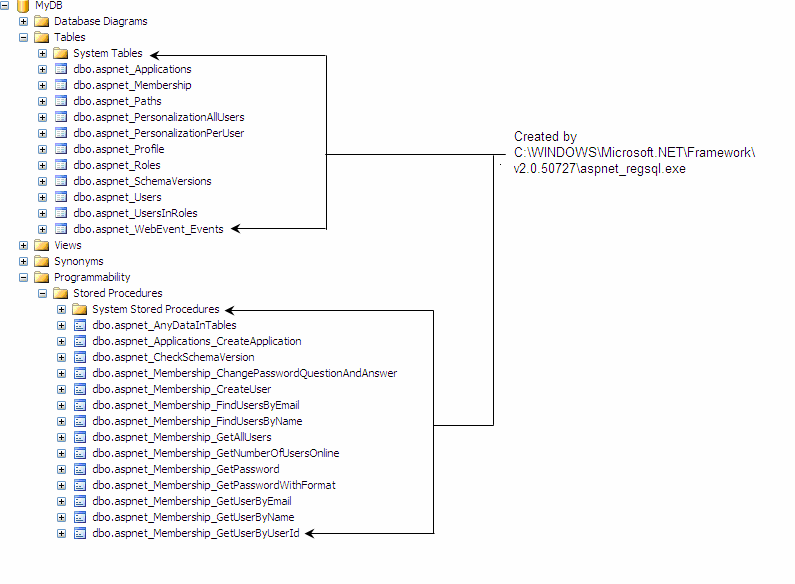 MyDB
Database Diagrams
Tables
System Tables
dbo.aspnet_Applications
dbo.aspnet_Membership
dbo.aspnet_Paths
dbo.aspnet_PersonalizationAllUsers
dbo.aspnet_PersonalizationPerUser
dbo.aspnet_Profile
dbo.aspnet_Roles
dbo.aspnet_SchemaVersions
dbo.aspnet_Users
dbo.aspnet_UsersInRoles
dbo.aspnet_WebEvent_Events
Views
Synonyms
Programmability
Stored Procedures
System Stored Procedures
dbo.aspnet_AnyDataInTables
dbo.aspnet_Applications_CreateApplication
dbo.aspnet_CheckSchemaVersion
dbo.aspnet_Membership_ChangePasswordQuestionAndAnswer
dbo.aspnet_Membership_CreateUser
dbo.aspnet_Membership_FindUsersByEmail
dbo.aspnet_Membership_FindUsersByName
dbo.aspnet_Membership_GetAllUsers
dbo.aspnet_Membership_GetNumberOfUsersOnline
dbo.aspnet_Membership_GetPassword
dbo.aspnet_Membership_GetPasswordWithFormat
dbo.aspnet_Membership_GetUserByEmail
dbo.aspnet_Membership_GetUserByName
dbo.aspnet_Membership_GetUserByUserId
Created by
C:\WINDOWS\Microsoft.NET\Framework\
v2.0.50727\aspnet_regsql.exe